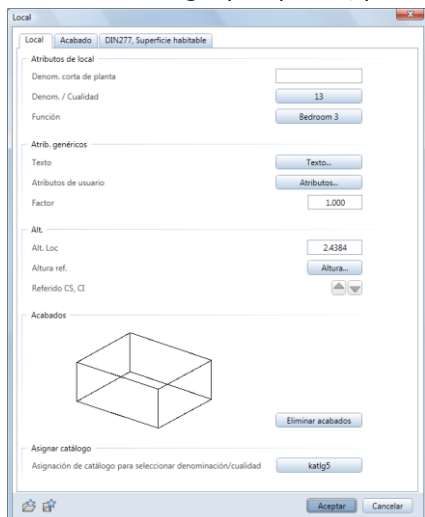 Local
Local Acabado DIN277, Superficie habitable
Atributos de local
Denom. corta de planta
Denom. / Cualidad 13
Función Bedroom 3
Atrib. genéricos
Texto Texto...
Atributos de usuario Atributos...
Factor 1.000
Alt.
Alt. Loc 2.4384
Altura ref. Altura...
Referido CS, CI
Acabados
Eliminar acabados
Asignar catálogo
Asignación de catálogo para seleccionar denominación/cualidad katlg5
Aceptar Cancelar